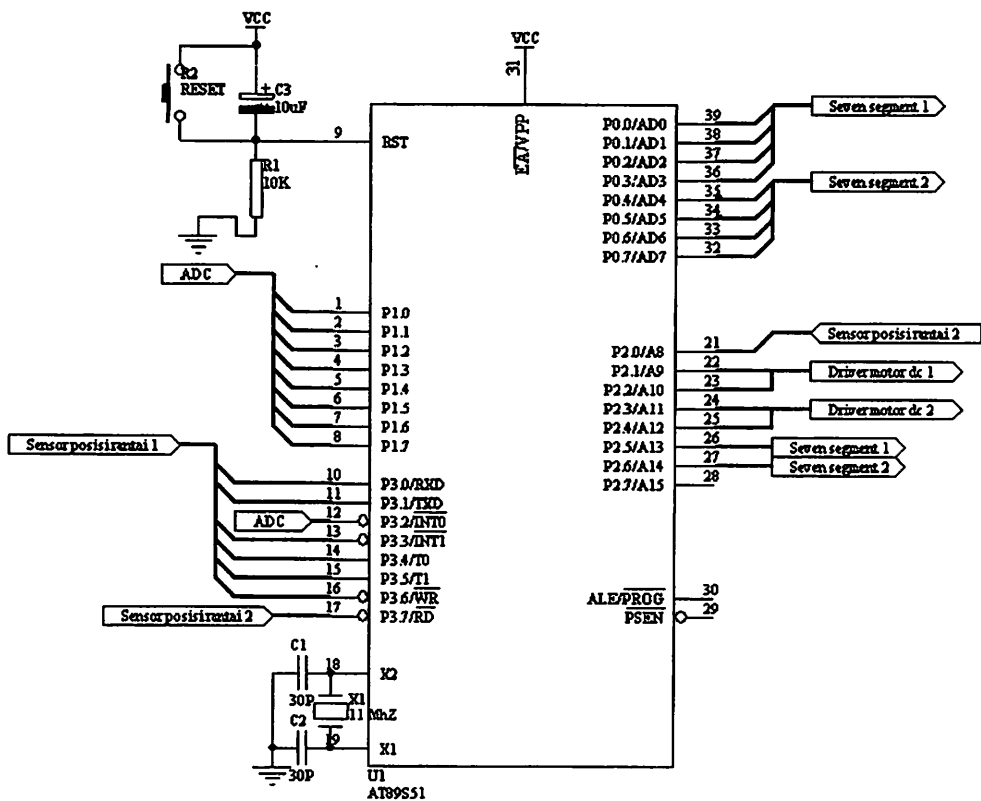 VCC
R2
RESET
C3
+
10uF
9
RST
R1
10K
VCC
31
EA/VPP
ADC
1
P1.0
2
P1.1
3
P1.2
4
P1.3
5
P1.4
6
P1.5
7
P1.6
8
P1.7
Sensor posisi rantai 1
10
P3.0/RXD
11
P3.1/TXD
ADC
12
P3.2/INT0
13
P3.3/INT1
14
P3.4/T0
15
P3.5/T1
16
P3.6/WR
Sensor posisi rantai 2
17
P3.7/RD
C1
30P
18
X2
X1
11 MhZ
C2
30P
19
X1
U1
AT89S51
P0.0/AD0
39
Seven segment 1
P0.1/AD1
38
P0.2/AD2
37
P0.3/AD3
36
P0.4/AD4
35
Seven segment 2
P0.5/AD5
34
P0.6/AD6
33
P0.7/AD7
32
P2.0/A8
21
Sensor posisi rantai 2
P2.1/A9
22
Driver motor dc 1
P2.2/A10
23
P2.3/A11
24
Driver motor dc 2
P2.4/A12
25
P2.5/A13
26
Seven segment 1
P2.6/A14
27
Seven segment 2
P2.7/A15
28
ALE/PROG
30
PSEN
29